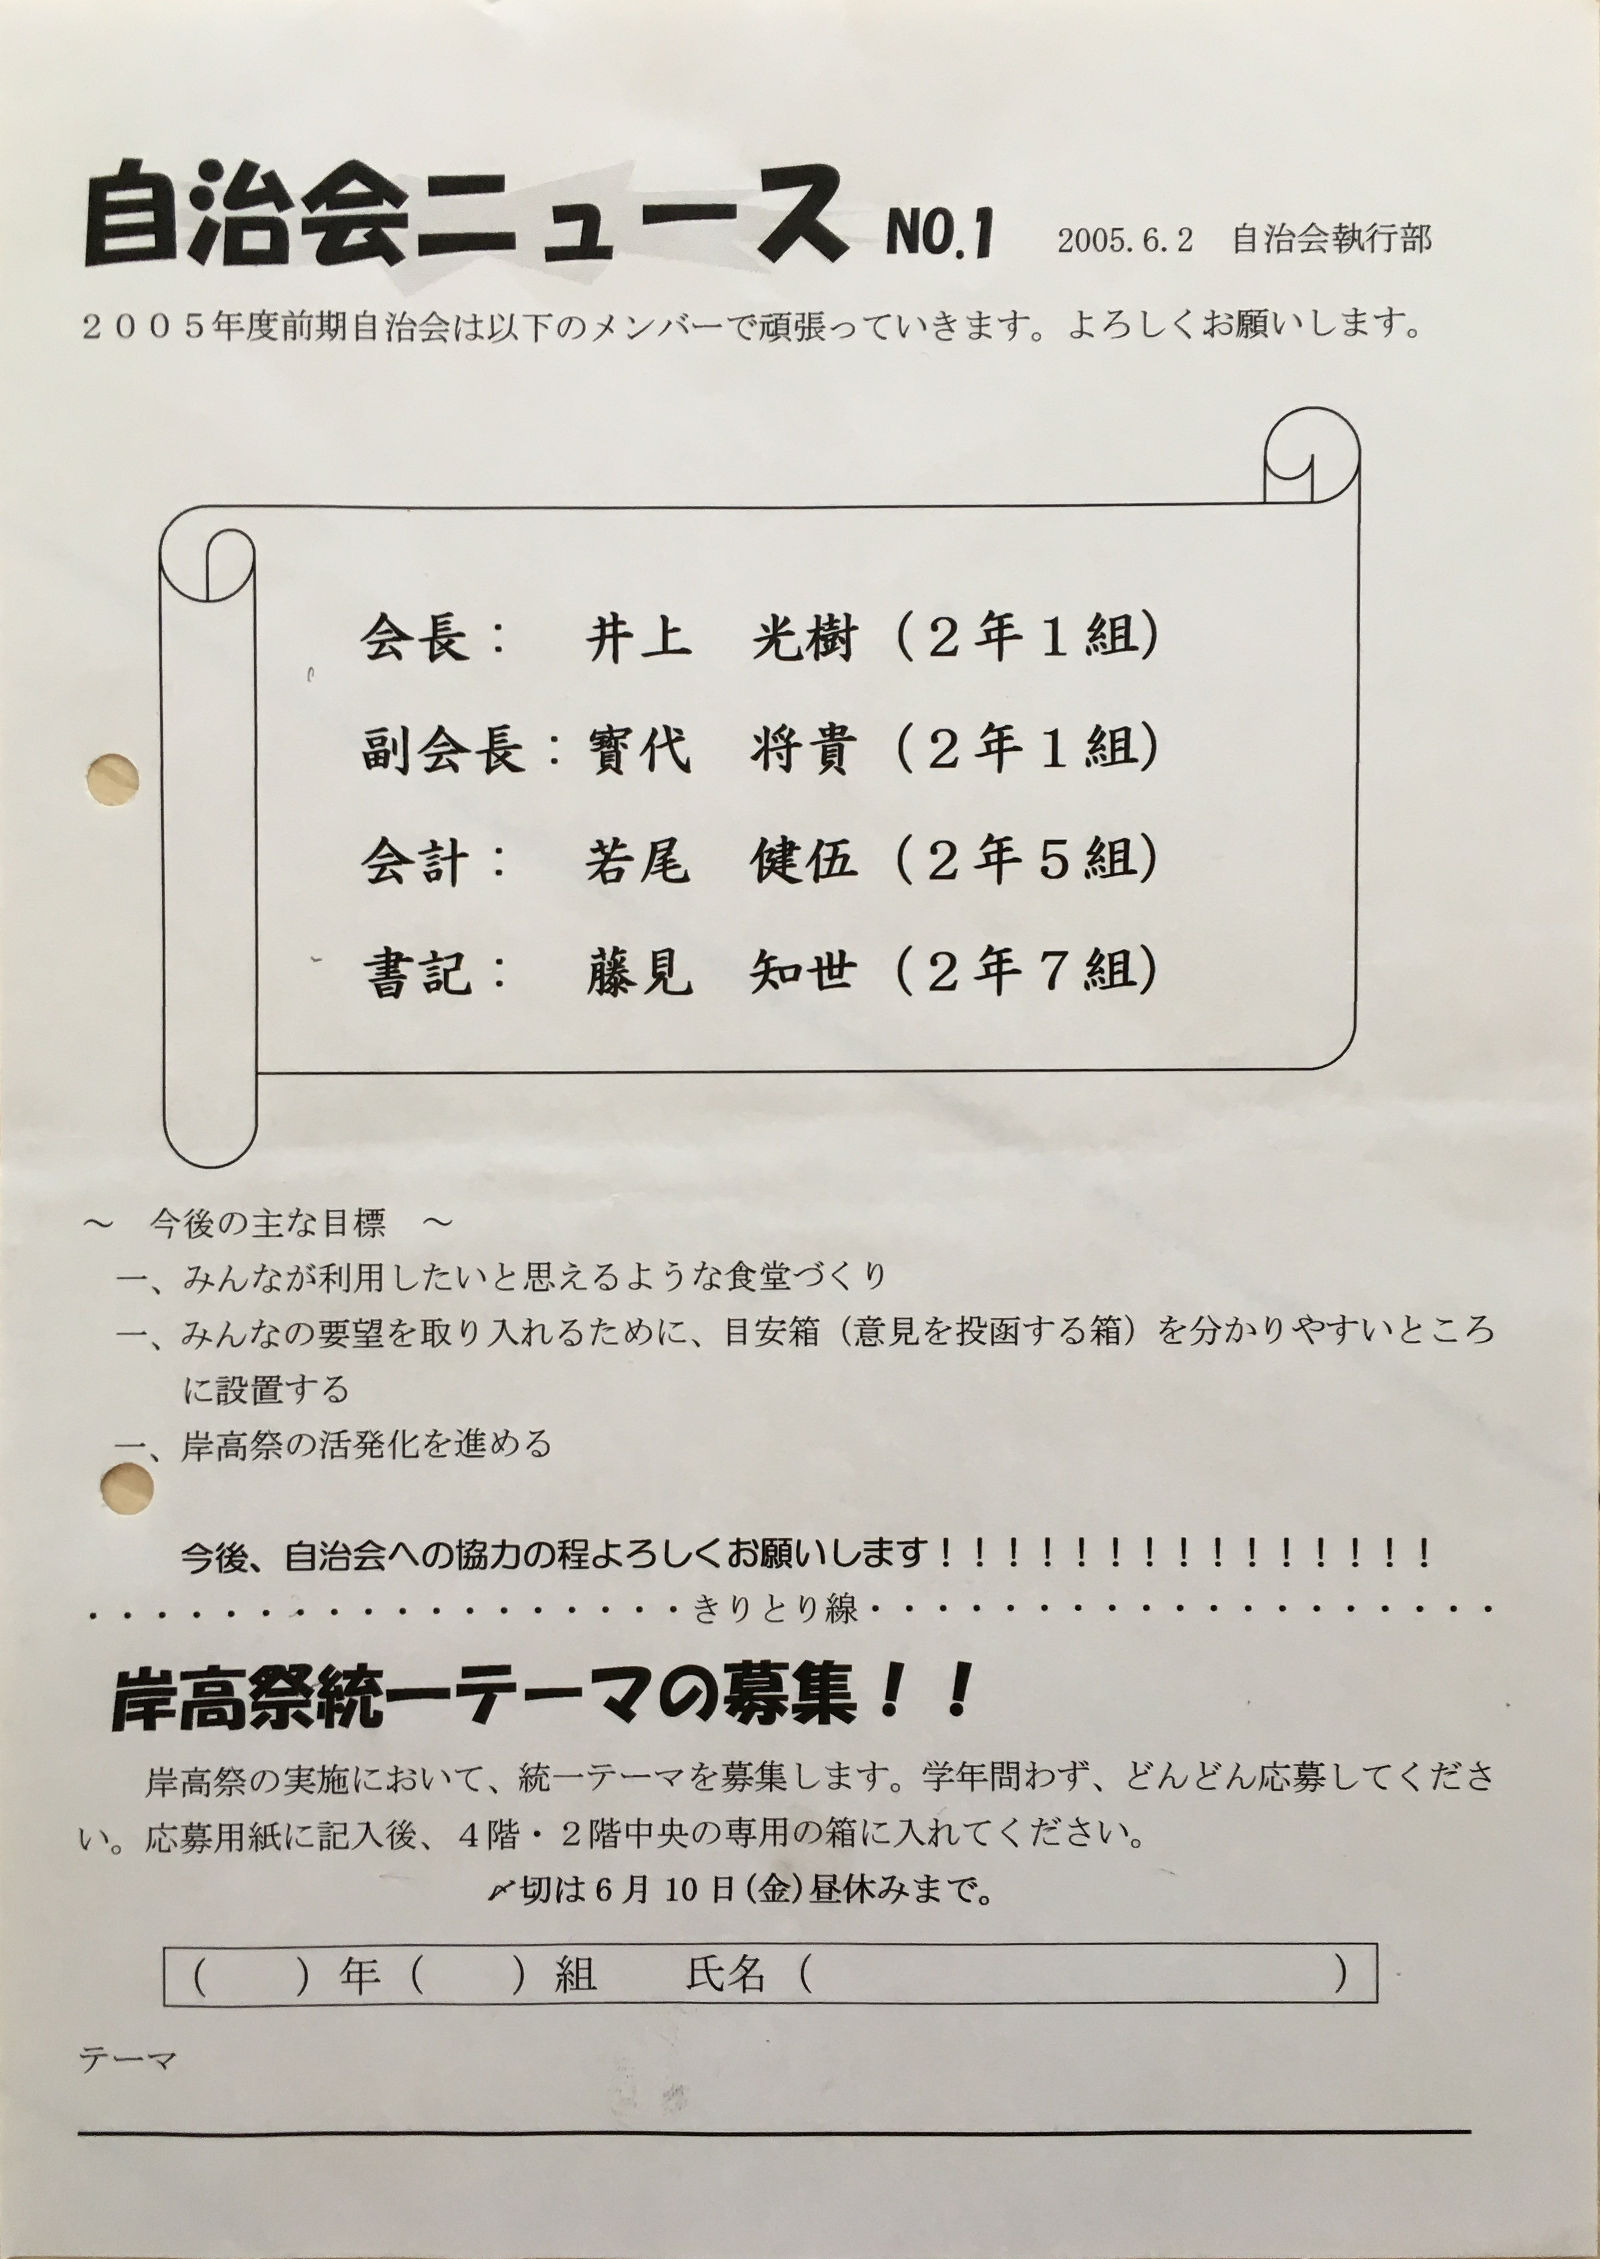 自治会ニュース NO.1 2005.6.2 自治会執行部
２００５年度前期自治会は以下のメンバーで頑張っていきます。よろしくお願いします。
会長： 井上 光樹（２年１組）
副会長：寳代 将貴（２年１組）
会計： 若尾 健伍（２年５組）
書記： 藤見 知世（２年７組）
～ 今後の主な目標 ～
一、みんなが利用したいと思えるような食堂づくり
一、みんなの要望を取り入れるために、目安箱（意見を投函する箱）を分かりやすいところ
に設置する
一、岸高祭の活発化を進める
今後、自治会への協力の程よろしくお願いします！！！！！！！！！！！！！！！
・・・・・・・・・・・・・・・・・・きりとり線・・・・・・・・・・・・・・・・・・・
岸高祭統一テーマの募集！！
岸高祭の実施において、統一テーマを募集します。学年問わず、どんどん応募してくださ
い。応募用紙に記入後、４階・２階中央の専用の箱に入れてください。
〆切は 6 月 10 日(金)昼休みまで。
（ ）年（ ）組 氏名（ ）
テーマ